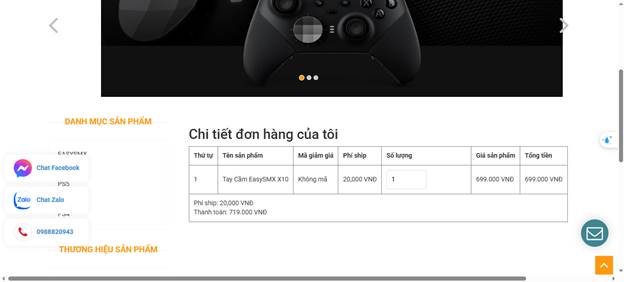 DANH MỤC SẢN PHẨM
EASYSMX
Chat Facebook
PS5
Zalo
Chat Zalo
0988820943
THƯƠNG HIỆU SẢN PHẨM
Chi tiết đơn hàng của tôi
Thứ tự Tên sản phẩm Mã giảm giá Phí ship Số lượng Giá sản phẩm Tổng tiền
1 Tay Cầm EasySMX X10 Không mã 20,000 VNĐ 1 699.000 VNĐ 699.000 VNĐ
Phí ship: 20,000 VNĐ
Thanh toán: 719.000 VNĐ